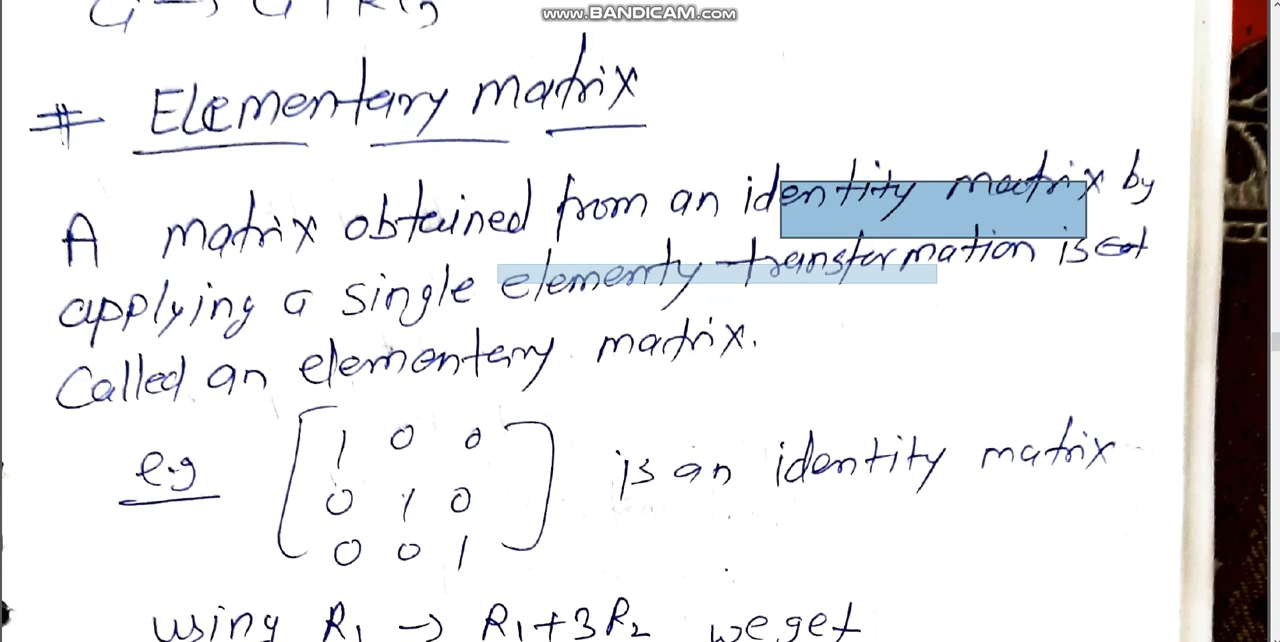 www.BANDICAM.com
# Elementary matrix
A matrix obtained from an identity matrix by
applying a single elementy transformation is
Called an elementary matrix.
e.g [1 0 0
0 1 0
0 0 1] is an identity matrix
using R1 → R1+3R2 we get